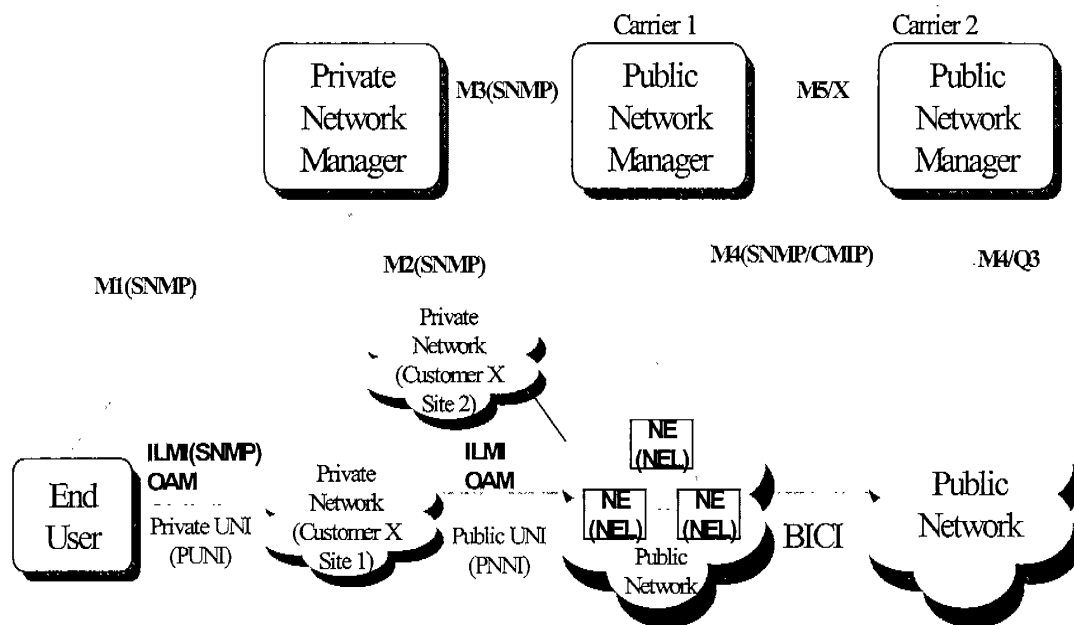 Carrier 1
Carrier 2
Private
Network
Manager
M3(SNMP)
Public
Network
Manager
M5/X
Public
Network
Manager
M1(SNMP)
M2(SNMP)
M4(SNMP/CMIP)
M4/Q3
Private
Network
(Customer X
Site 2)
End
User
ILMI(SNMP)
OAM
Private UNI
(PUNI)
Private
Network
(Customer X
Site 1)
ILMI
OAM
Public UNI
(PNNI)
NE
(NEL)
NE
(NEL)
NE
(NEL)
Public
Network
BICI
Public
Network